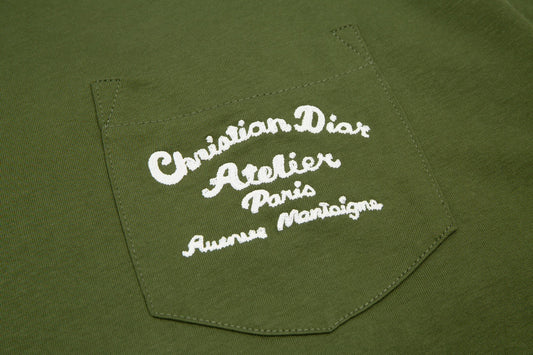 Christian Dior
Atelier
Paris
Avenue Montaigne